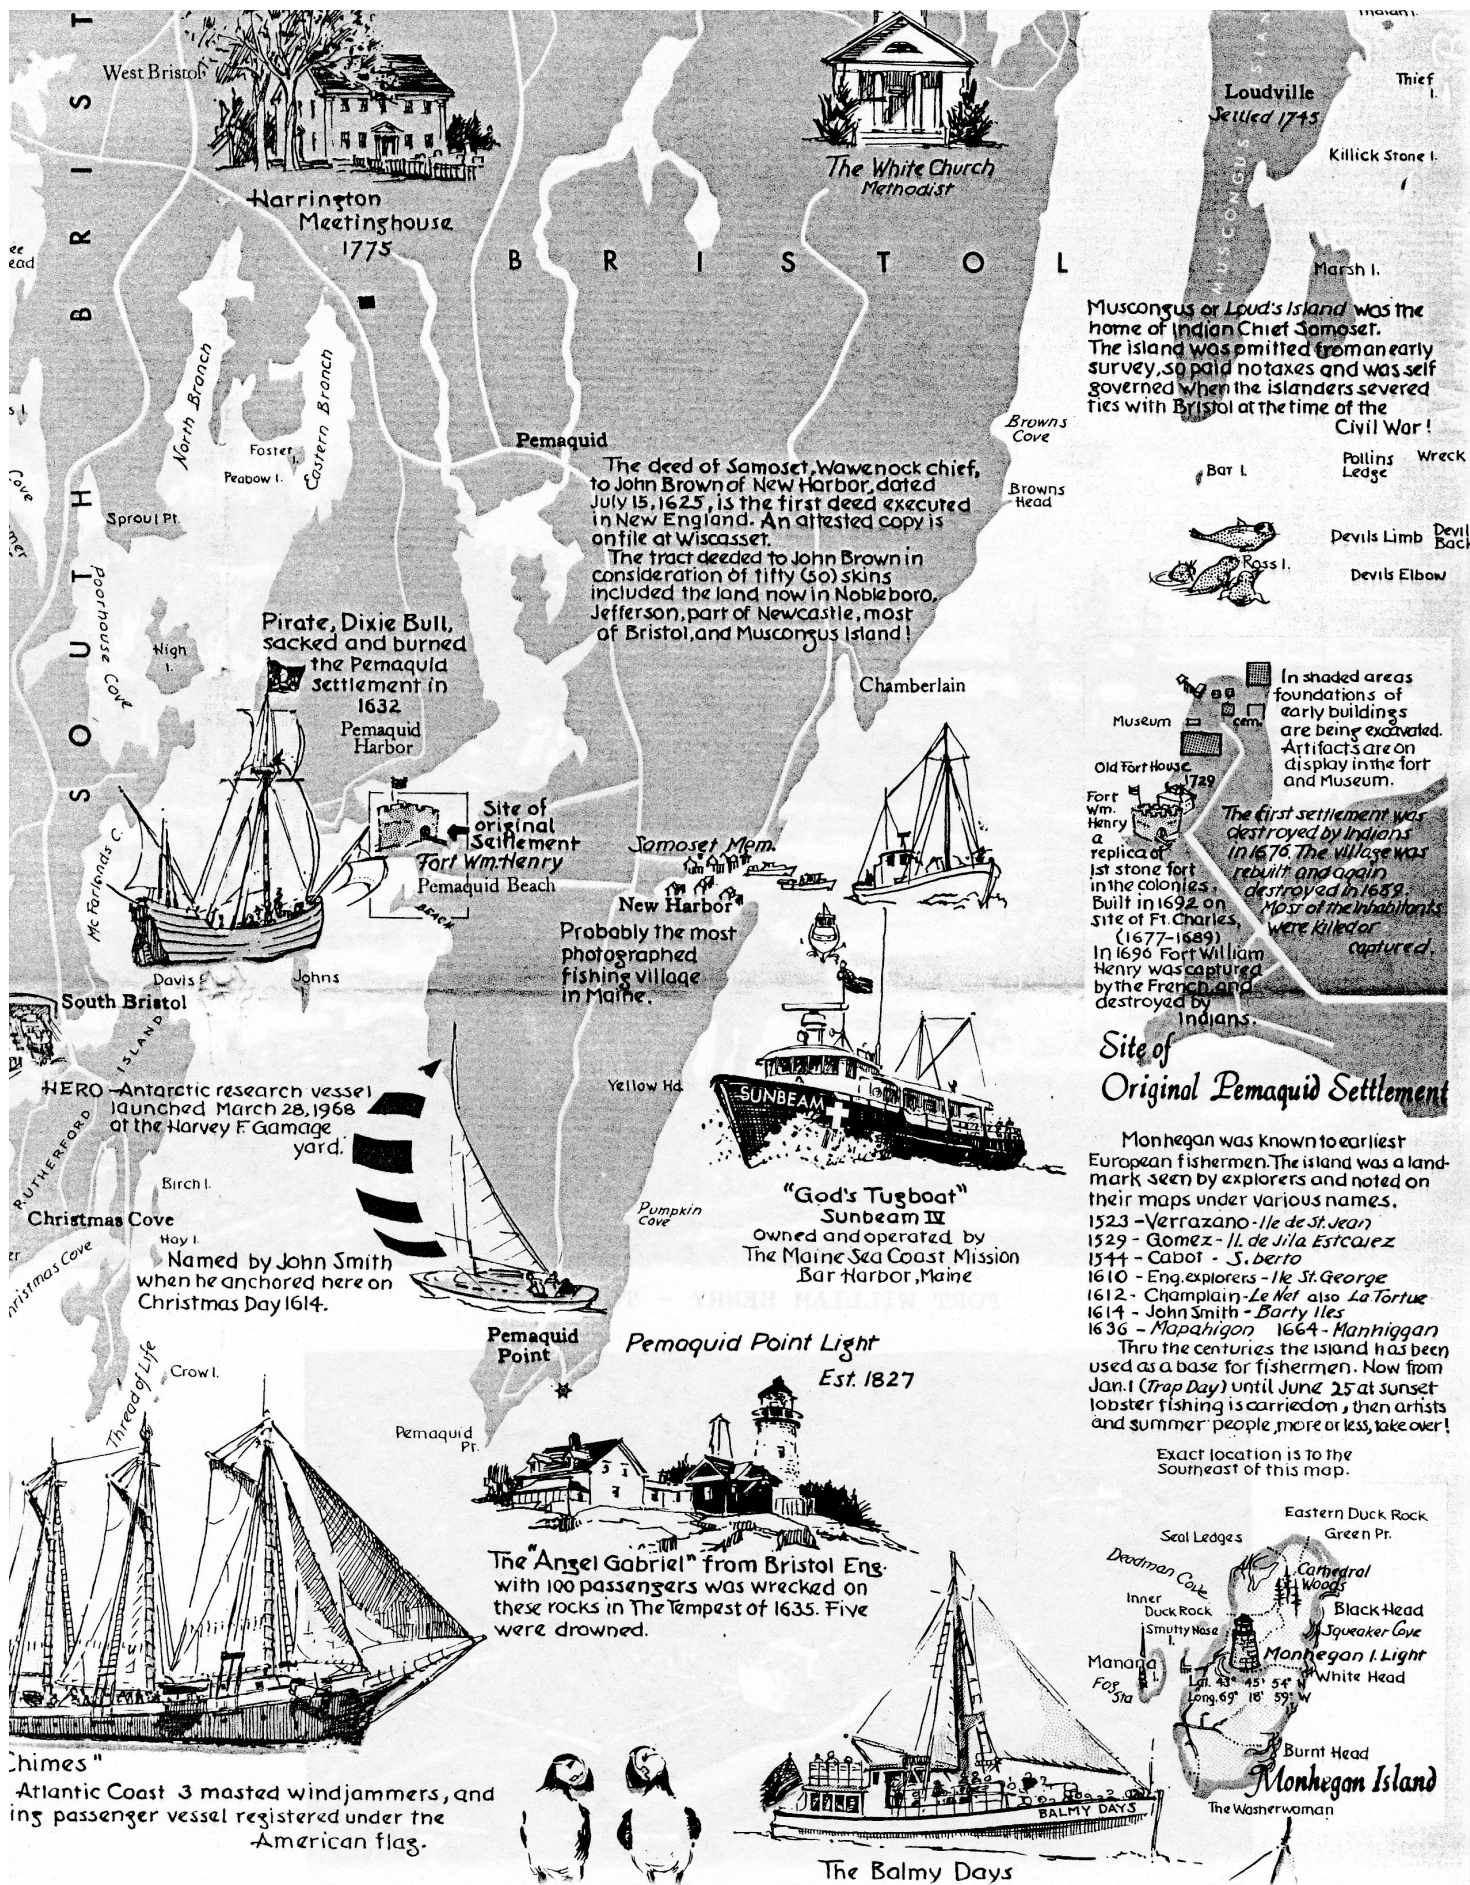 West Bristol
Harrington
Meetinghouse
1775
The White Church
Methodist
Loudville
Settled 1745
Thief
I.
Killick Stone I.
Marsh I.
MUSCONGUS
BRISTOL
SOUTH BRIST
Muscongus or Loud's Island was the
home of Indian Chief Samoset.
The island was omitted from an early
survey, so paid no taxes and was self
governed when the islanders severed
ties with Bristol at the time of the
Civil War!
North Branch
Eastern Branch
Foster
I.
Peabow I.
Sproul Pt.
Poorhouse Cove
High
I.
Pemaquid
Browns
Cove
Browns
Head
Bar I.
Pollins
Ledge
Wreck
Devils Limb
Devil
Back
Ross I.
Devils Elbow
The deed of Samoset, Wawenock chief,
to John Brown of New Harbor, dated
July 15, 1625, is the first deed executed
in New England. An attested copy is
on file at Wiscasset.
The tract deeded to John Brown in
consideration of fifty (50) skins
included the land now in Nobleboro,
Jefferson, part of Newcastle, most
of Bristol, and Muscongus Island!
Pirate, Dixie Bull,
sacked and burned
the Pemaquid
settlement in
1632
Pemaquid
Harbor
Chamberlain
Site of
original
Settlement
Fort Wm. Henry
Pemaquid Beach
BEACH
McFarlands C.
Samoset Mem.
New Harbor
Probably the most
photographed
fishing village
in Maine.
In shaded areas
foundations of
early buildings
are being excavated.
Artifacts are on
display in the fort
and Museum.
Museum
cem.
Old Fort House
1729
Fort
Wm.
Henry
a
replica of
1st stone fort
in the colonies.
Built in 1692 on
site of Ft. Charles,
(1677-1689)
In 1696 Fort William
Henry was captured
by the French and
destroyed by
Indians.
The first settlement was
destroyed by Indians
in 1676. The village was
rebuilt and again
destroyed in 1689.
Most of the Inhabitants
were killed or
captured.
Site of
Original Pemaquid Settlement
Davis
Johns
South Bristol
RUTHERFORD ISLAND
HERO - Antarctic research vessel
launched March 28, 1968
at the Harvey F. Gamage
yard.
Yellow Hd.
SUNBEAM
"God's Tugboat"
Sunbeam IV
Owned and operated by
The Maine Sea Coast Mission
Bar Harbor, Maine
Birch I.
Christmas Cove
Hay I.
Named by John Smith
when he anchored here on
Christmas Day 1614.
Pumpkin
Cove
Monhegan was known to earliest
European fishermen. The island was a land-
mark seen by explorers and noted on
their maps under various names.
1523 - Verrazano - Ile de St. Jean
1529 - Gomez - Il. de Jila Estcalez
1544 - Cabot - S. berto
1610 - Eng. explorers - Ile St. George
1612 - Champlain - Le Nef also La Tortue
1614 - John Smith - Barty Iles
1636 - Mapahigon 1664 - Manhiggan
Thru the centuries the island has been
used as a base for fishermen. Now from
Jan. 1 (Trap Day) until June 25 at sunset
lobster fishing is carried on, then artists
and summer people, more or less, take over!
Exact location is to the
Southeast of this map.
Pemaquid
Point
Pemaquid Point Light
Est. 1827
Thread of Life
Crow I.
Pemaquid
Pt.
The "Angel Gabriel" from Bristol Eng.
with 100 passengers was wrecked on
these rocks in The Tempest of 1635. Five
were drowned.
Eastern Duck Rock
Green Pt.
Seal Ledges
Deadman Cove
Cathedral
Woods
Inner
Duck Rock
Black Head
Smutty Nose
I.
Squeaker Cove
Monhegan I. Light
Manana
I.
White Head
Fog
Sta
Lat. 43° 45' 54" N
Long. 69° 18' 59" W
Burnt Head
Monhegan Island
The Washerwoman
Chimes"
Atlantic Coast 3 masted windjammers, and
ing passenger vessel registered under the
American flag.
BALMY DAYS
The Balmy Days